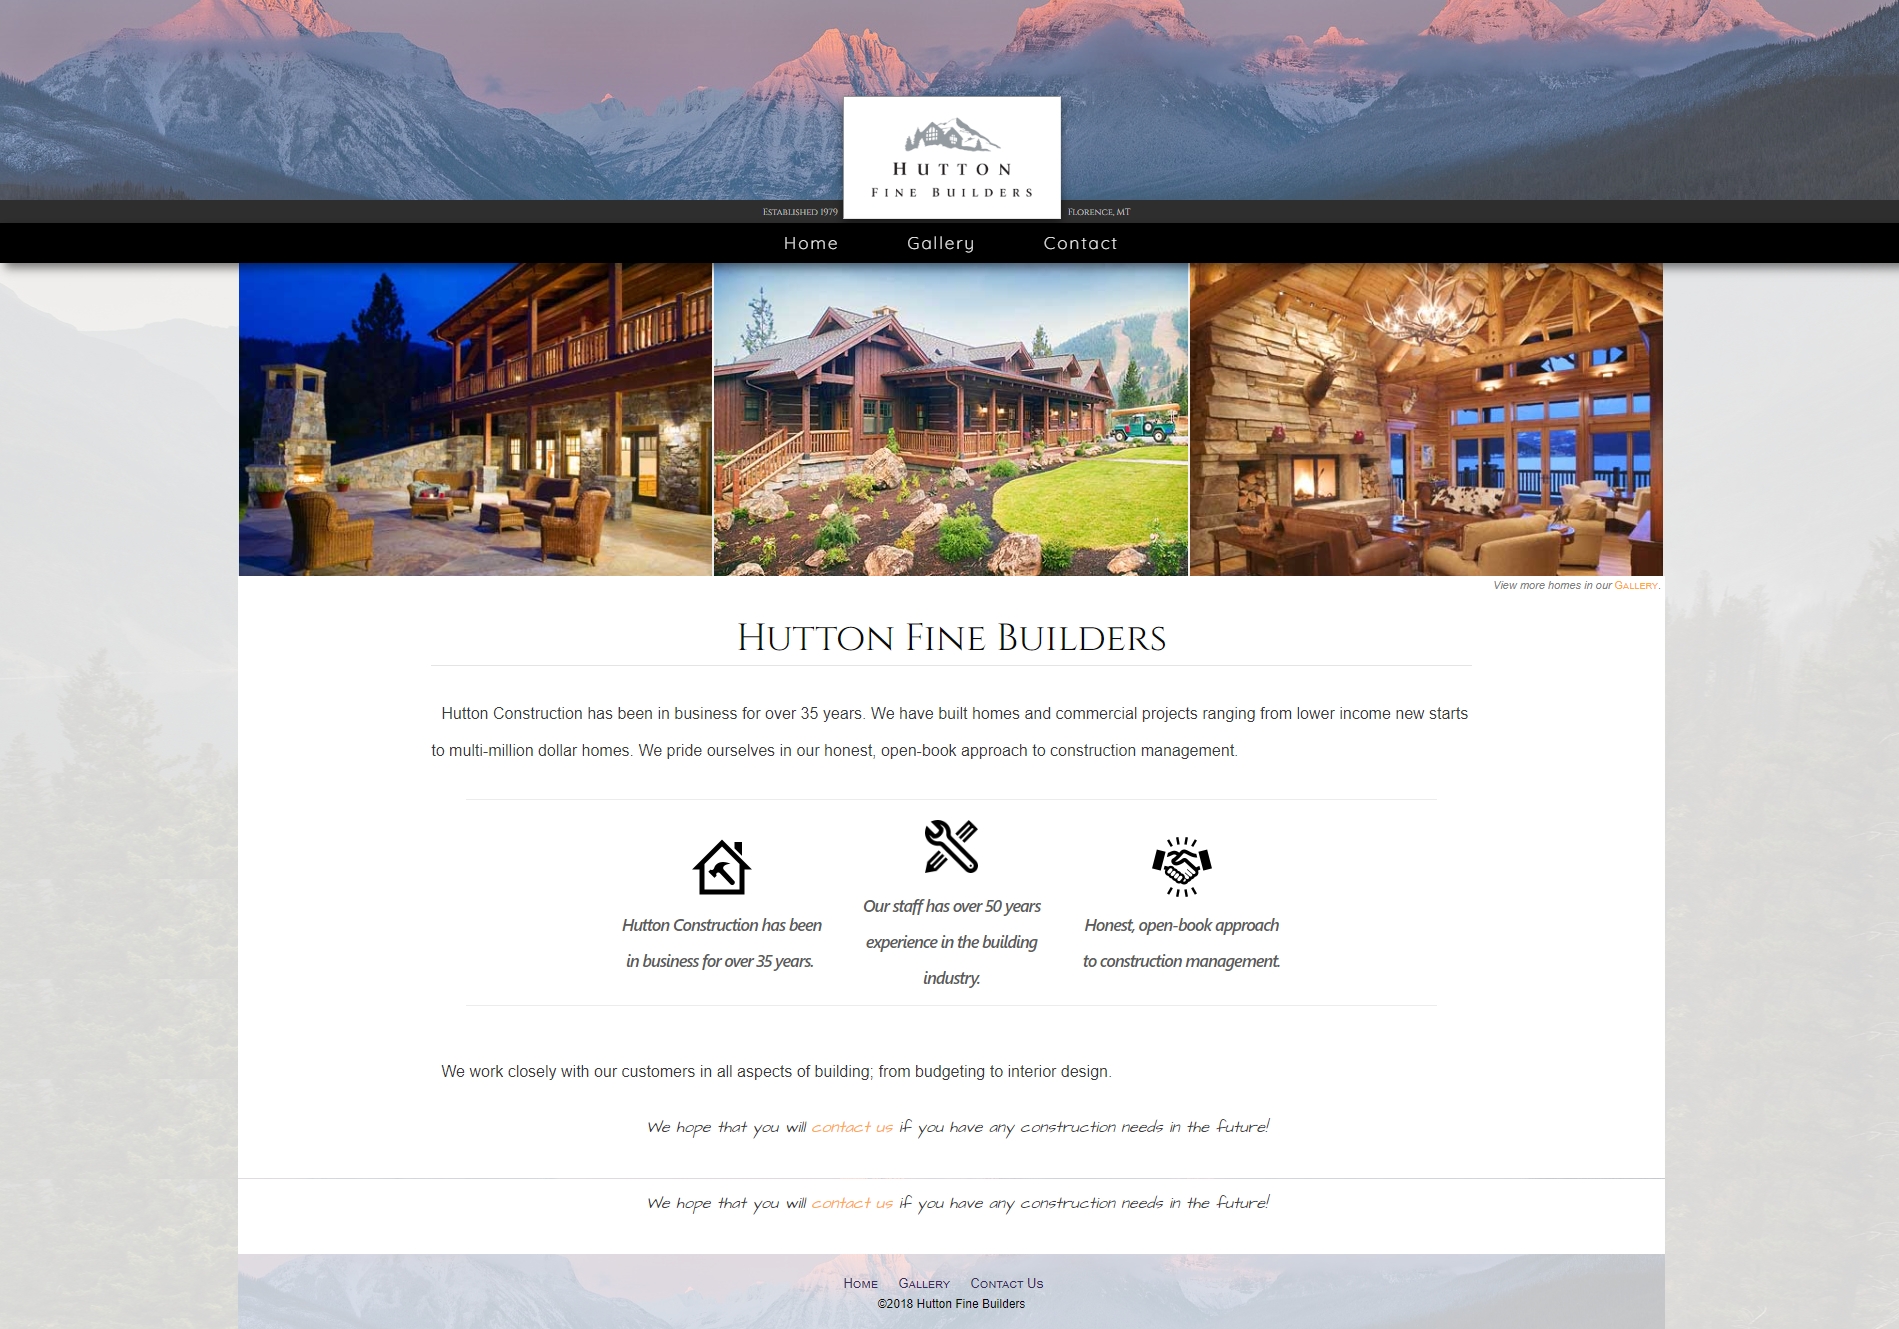 HUTTON
FINE BUILDERS
ESTABLISHED 1979
FLORENCE, MT
Home Gallery Contact
View more homes in our GALLERY.
HUTTON FINE BUILDERS
Hutton Construction has been in business for over 35 years. We have built homes and commercial projects ranging from lower income new starts
to multi-million dollar homes. We pride ourselves in our honest, open-book approach to construction management.
Hutton Construction has been
in business for over 35 years.
Our staff has over 50 years
experience in the building
industry.
Honest, open-book approach
to construction management.
We work closely with our customers in all aspects of building; from budgeting to interior design.
We hope that you will contact us if you have any construction needs in the future!
We hope that you will contact us if you have any construction needs in the future!
HOME GALLERY CONTACT US
©2018 Hutton Fine Builders